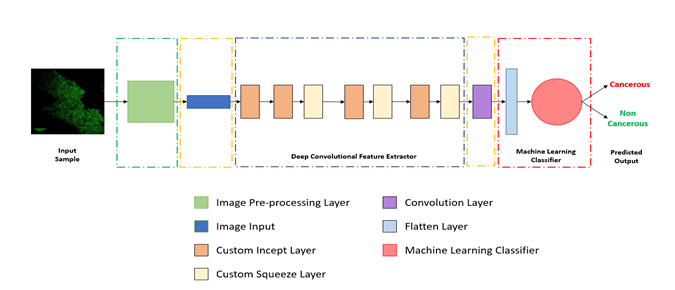 Cancerous
Non
Cancerous
Input
Sample
Deep Convolutional Feature Extractor
Machine Learning
Classifier
Predicted
Output
Image Pre-processing Layer
Convolution Layer
Image Input
Flatten Layer
Custom Incept Layer
Machine Learning Classifier
Custom Squeeze Layer